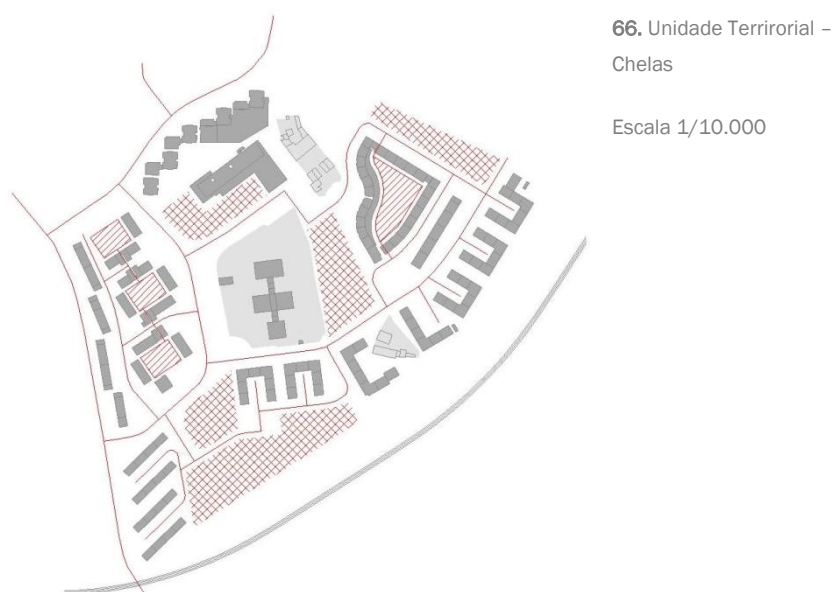 66. Unidade Terrirorial –
Chelas
Escala 1/10.000